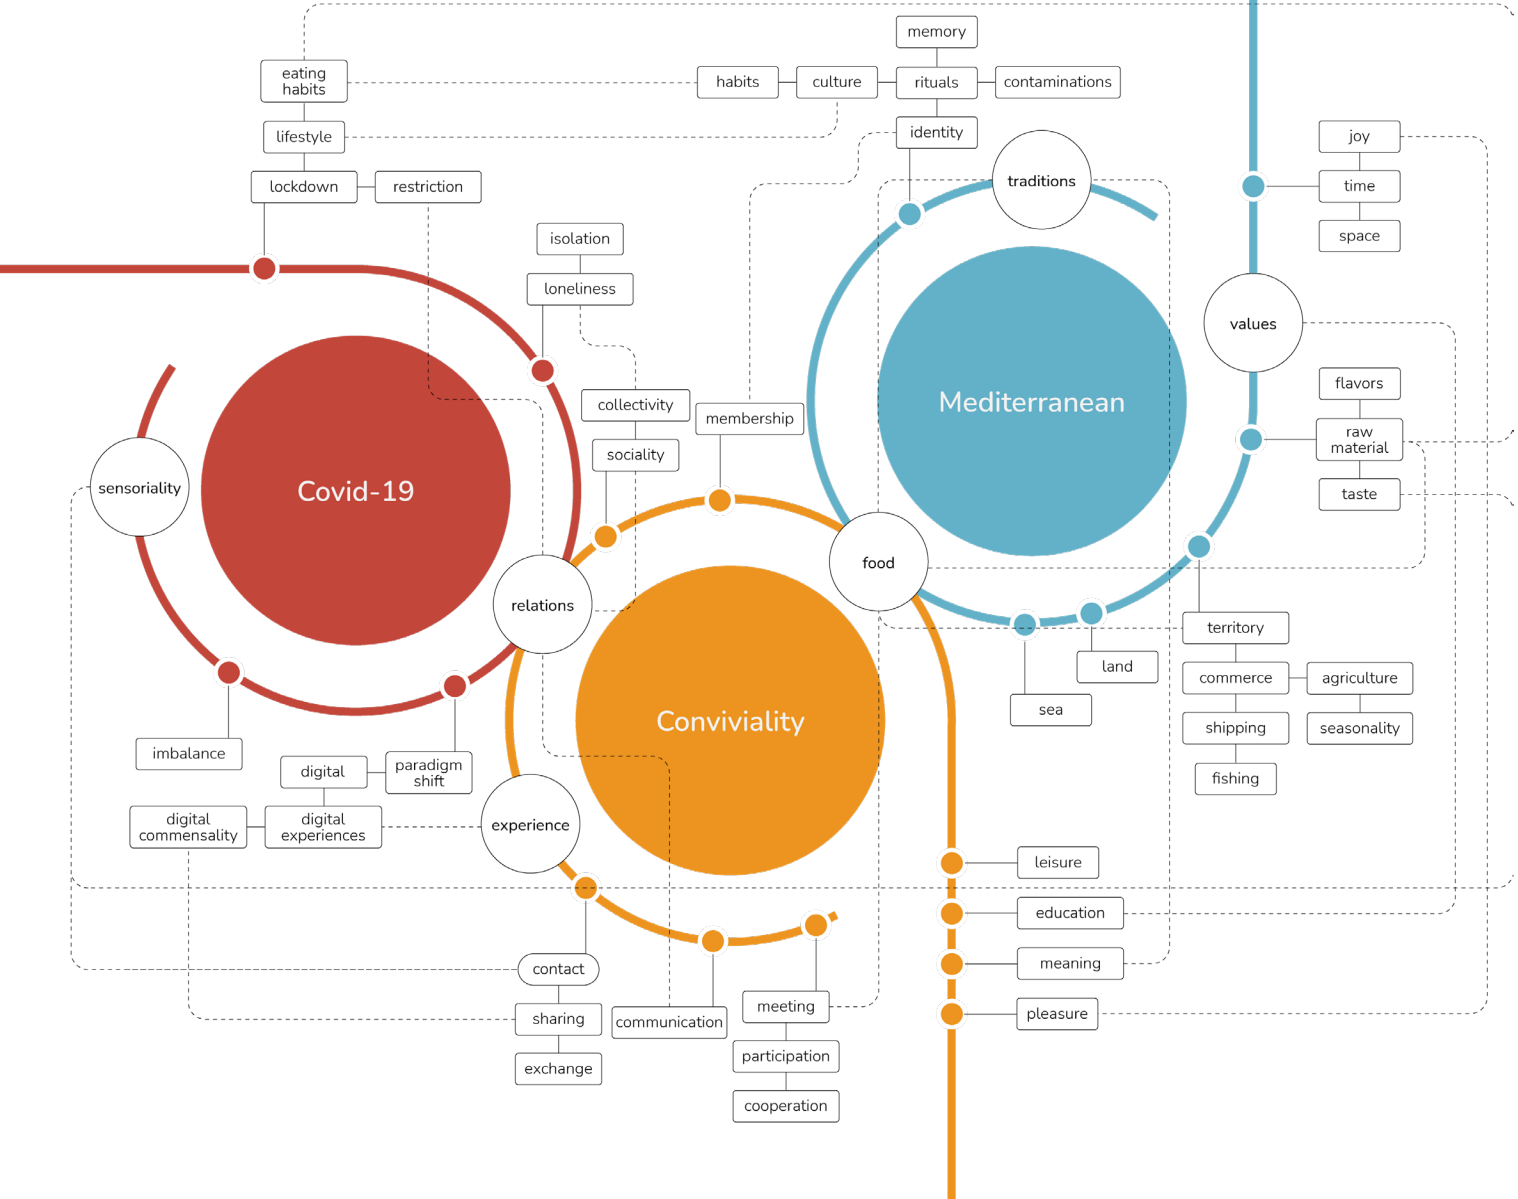 memory
eating
habits
habits
culture
rituals
contaminations
lifestyle
identity
joy
lockdown
restriction
traditions
time
isolation
space
loneliness
values
flavors
collectivity
membership
Mediterranean
raw
material
sociality
sensoriality
Covid-19
taste
food
relations
territory
land
commerce
agriculture
sea
Conviviality
shipping
seasonality
imbalance
digital
paradigm
shift
fishing
digital
commensality
digital
experiences
experience
leisure
education
contact
meaning
sharing
communication
meeting
pleasure
exchange
participation
cooperation